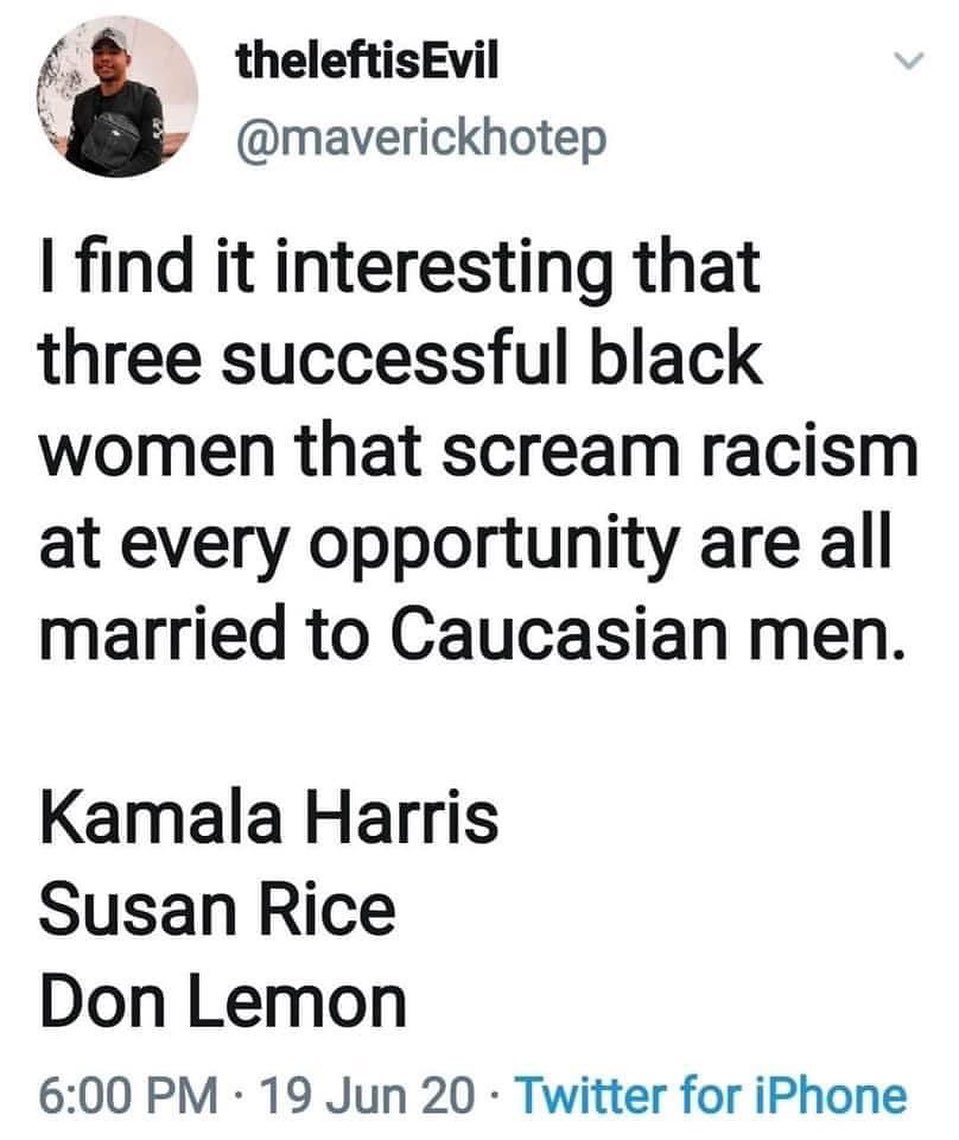 theleftisEvil
@maverickhotep
I find it interesting that
three successful black
women that scream racism
at every opportunity are all
married to Caucasian men.
Kamala Harris
Susan Rice
Don Lemon
6:00 PM · 19 Jun 20 · Twitter for iPhone